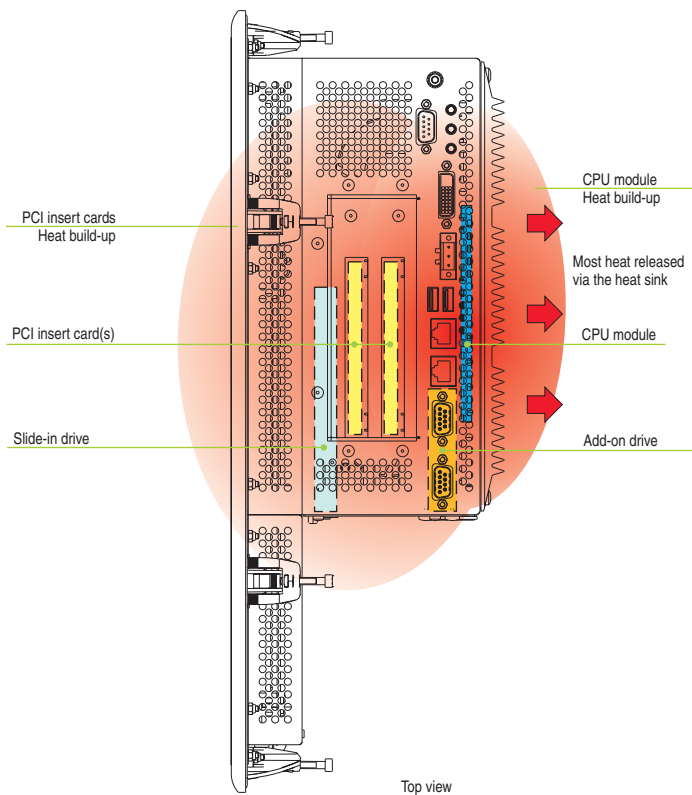 CPU module
Heat build-up
PCI insert cards
Heat build-up
Most heat released
via the heat sink
PCI insert card(s)
CPU module
Slide-in drive
Add-on drive
Top view